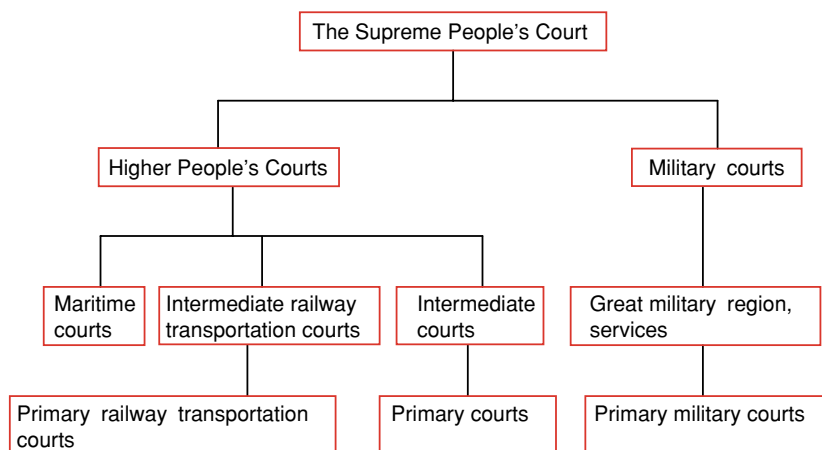 The Supreme People's Court
Higher People's Courts
Military courts
Maritime
courts
Intermediate railway
transportation courts
Intermediate
courts
Great military region,
services
Primary railway transportation
courts
Primary courts
Primary military courts